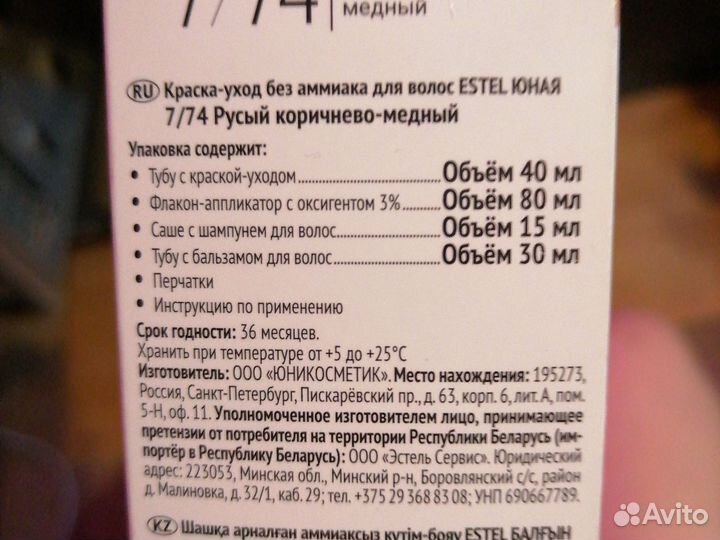 7/74 медный
RU Краска-уход без аммиака для волос ESTEL ЮНАЯ
7/74 Русый коричнево-медный
Упаковка содержит:
• Тубу с краской-уходом..............................Объём 40 мл
• Флакон-аппликатор с оксигентом 3%........Объём 80 мл
• Саше с шампунем для волос......................Объём 15 мл
• Тубу с бальзамом для волос......................Объём 30 мл
• Перчатки
• Инструкцию по применению
Срок годности: 36 месяцев.
Хранить при температуре от +5 до +25°C
Изготовитель: ООО «ЮНИКОСМЕТИК». Место нахождения: 195273,
Россия, Санкт-Петербург, Пискарёвский пр., д. 63, корп. 6, лит. А, пом.
5-Н, оф. 11. Уполномоченное изготовителем лицо, принимающее
претензии от потребителя на территории Республики Беларусь (им-
портёр в Республику Беларусь): ООО «Эстель Сервис». Юридический
адрес: 223053, Минская обл., Минский р-н, Боровлянский с/с, район
д. Малиновка, д. 32/1, каб. 29; тел. +375 29 368 83 08; УНП 690667789.
KZ Шашқа арналған аммиаксыз күтім-бояу ESTEL БАЛҒЫН
Avito